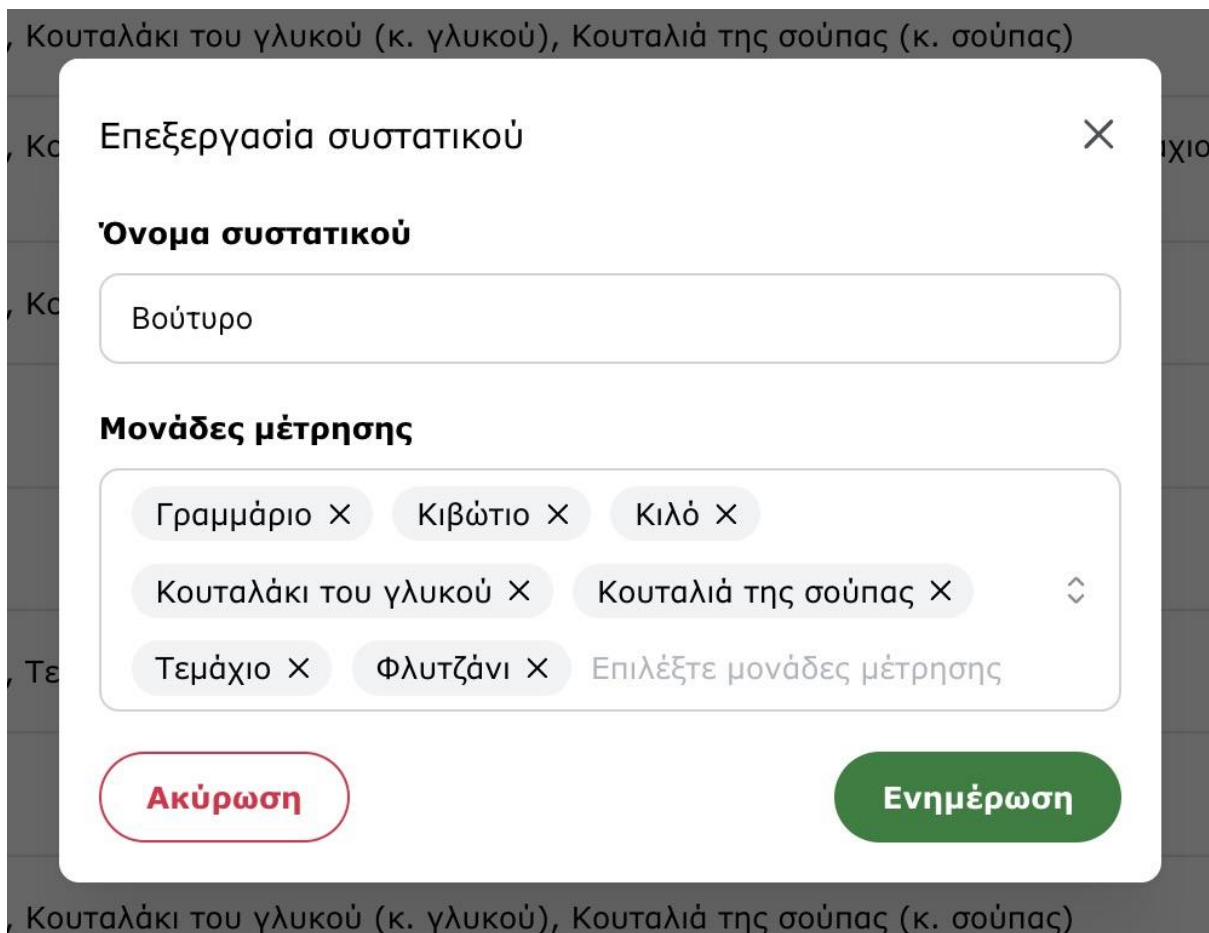 , Κουταλάκι του γλυκού (κ. γλυκού), Κουταλιά της σούπας (κ. σούπας)
Επεξεργασία συστατικού
Όνομα συστατικού
Βούτυρο
Μονάδες μέτρησης
Γραμμάριο × Κιβώτιο × Κιλό ×
Κουταλάκι του γλυκού × Κουταλιά της σούπας ×
Τεμάχιο × Φλυτζάνι × Επιλέξτε μονάδες μέτρησης
Ακύρωση Ενημέρωση
, Κουταλάκι του γλυκού (κ. γλυκού), Κουταλιά της σούπας (κ. σούπας)